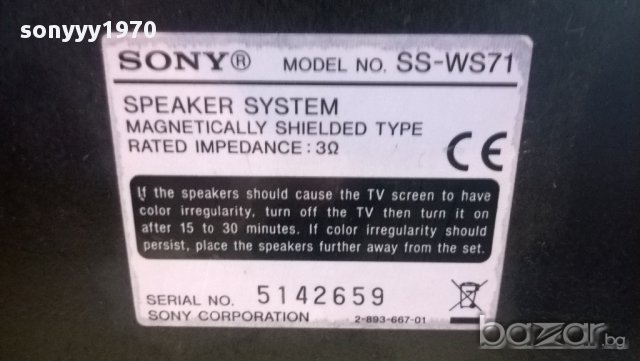 sonyyy1970
SONY® MODEL NO. SS-WS71
SPEAKER SYSTEM
MAGNETICALLY SHIELDED TYPE
RATED IMPEDANCE : 3Ω
CE
If the speakers should cause the TV screen to have
color irregularity, turn off the TV then turn it on
after 15 to 30 minutes. If color irregularity should
persist, place the speakers further away from the set.
SERIAL NO. 5142659
SONY CORPORATION 2-893-667-01
bazar.bg